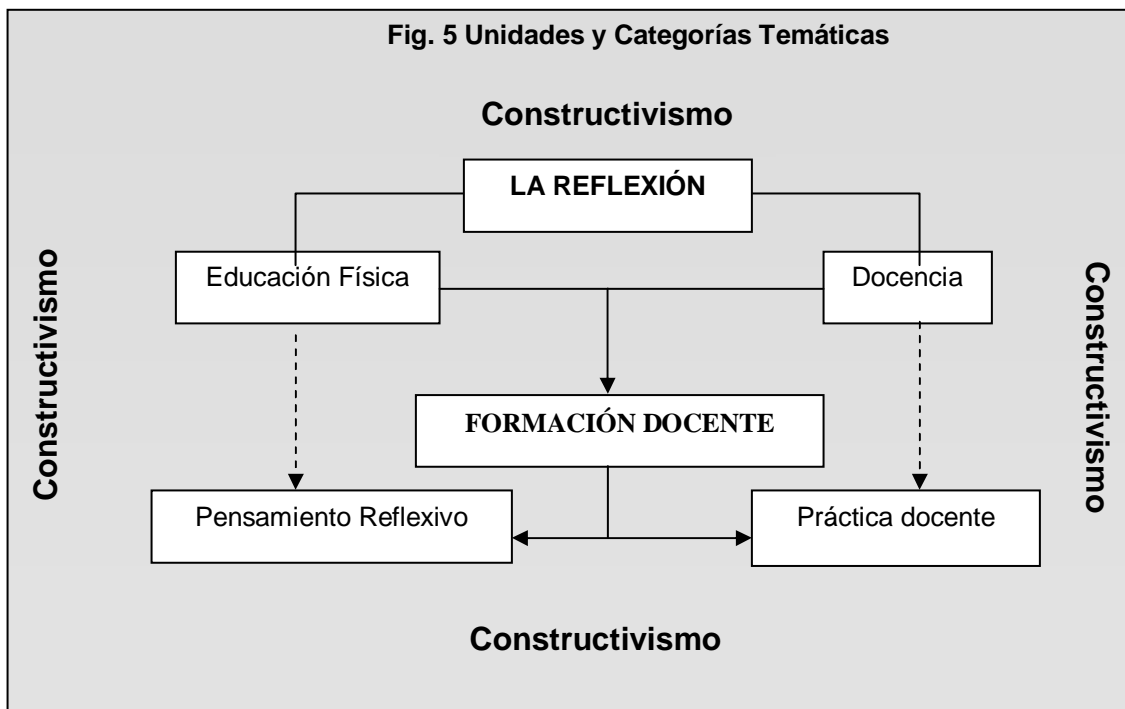 Fig. 5 Unidades y Categorías Temáticas
Constructivismo
LA REFLEXIÓN
Educación Física
Docencia
Constructivismo
Constructivismo
FORMACIÓN DOCENTE
Pensamiento Reflexivo
Práctica docente
Constructivismo